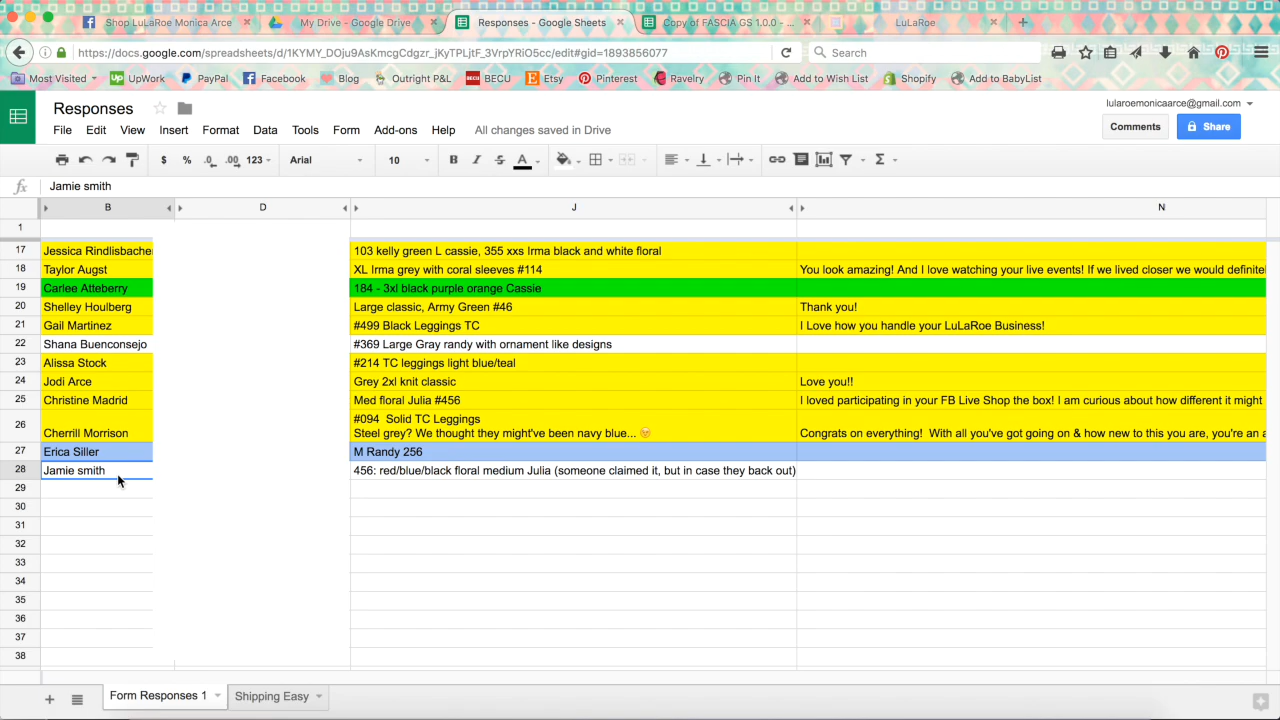 Shop LuLaRoe Monica Arce
My Drive - Google Drive
Responses - Google Sheets
Copy of FASCIA GS 1.0.0 - ...
LuLaRoe
https://docs.google.com/spreadsheets/d/1KYMY_DOju9AsKmcgCdgzr_jKyTPLjtF_3VrpYRiO5cc/edit#gid=1893856077
Search
Most Visited
UpWork
PayPal
Facebook
Blog
Outright P&L
BECU
Etsy
Pinterest
Ravelry
Pin It
Add to Wish List
Shopify
Add to BabyList
Responses
lularoemonicaarce@gmail.com
File Edit View Insert Format Data Tools Form Add-ons Help All changes saved in Drive
Comments
Share
$ % .0 .00 123 Arial 10 B I S A
fx Jamie smith
B D J N
1
17 Jessica Rindlisbacher 103 kelly green L cassie, 355 xxs Irma black and white floral
18 Taylor Augst XL Irma grey with coral sleeves #114 You look amazing! And I love watching your live events! If we lived closer we would definite
19 Carlee Atteberry 184 - 3xl black purple orange Cassie
20 Shelley Houlberg Large classic, Army Green #46 Thank you!
21 Gail Martinez #499 Black Leggings TC I Love how you handle your LuLaRoe Business!
22 Shana Buenconsejo #369 Large Gray randy with ornament like designs
23 Alissa Stock #214 TC leggings light blue/teal
24 Jodi Arce Grey 2xl knit classic Love you!!
25 Christine Madrid Med floral Julia #456 I loved participating in your FB Live Shop the box! I am curious about how different it might
#094 Solid TC Leggings
26 Cherrill Morrison Steel grey? We thought they might've been navy blue... Congrats on everything! With all you've got going on & how new to this you are, you're an a
27 Erica Siller M Randy 256
28 Jamie smith 456: red/blue/black floral medium Julia (someone claimed it, but in case they back out)
29
30
31
32
33
34
35
36
37
38
Form Responses 1
Shipping Easy